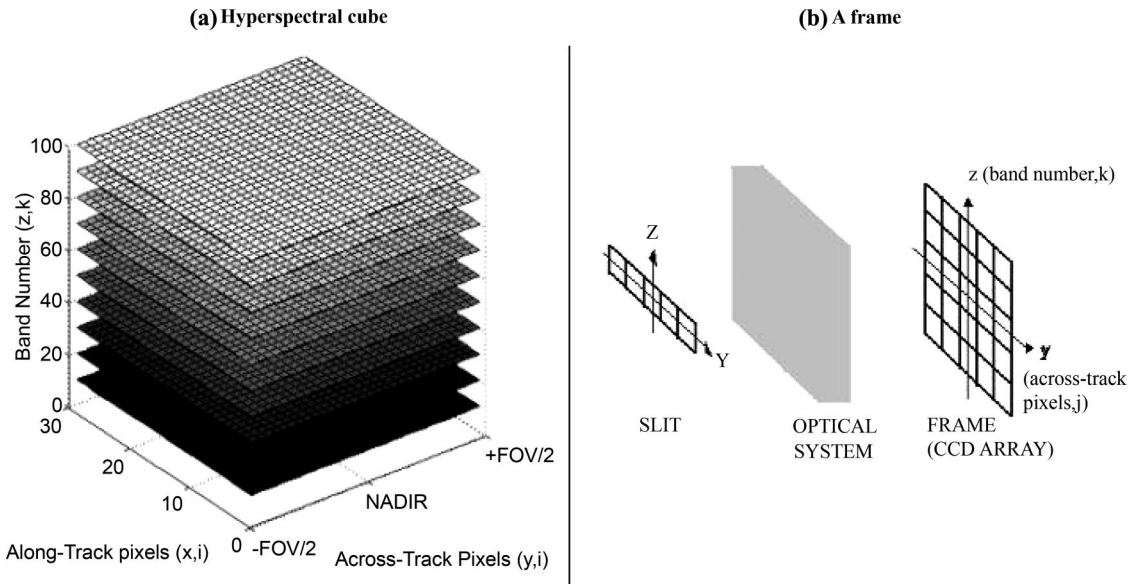 (a) Hyperspectral cube
100
80
60
40
20
0
Band Number (z,k)
30
20
10
0
-FOV/2
NADIR
+FOV/2
Along-Track pixels (x,i)
Across-Track Pixels (y,i)
(b) A frame
Z
Y
SLIT
OPTICAL
SYSTEM
z (band number,k)
y
(across-track
pixels,j)
FRAME
(CCD ARRAY)